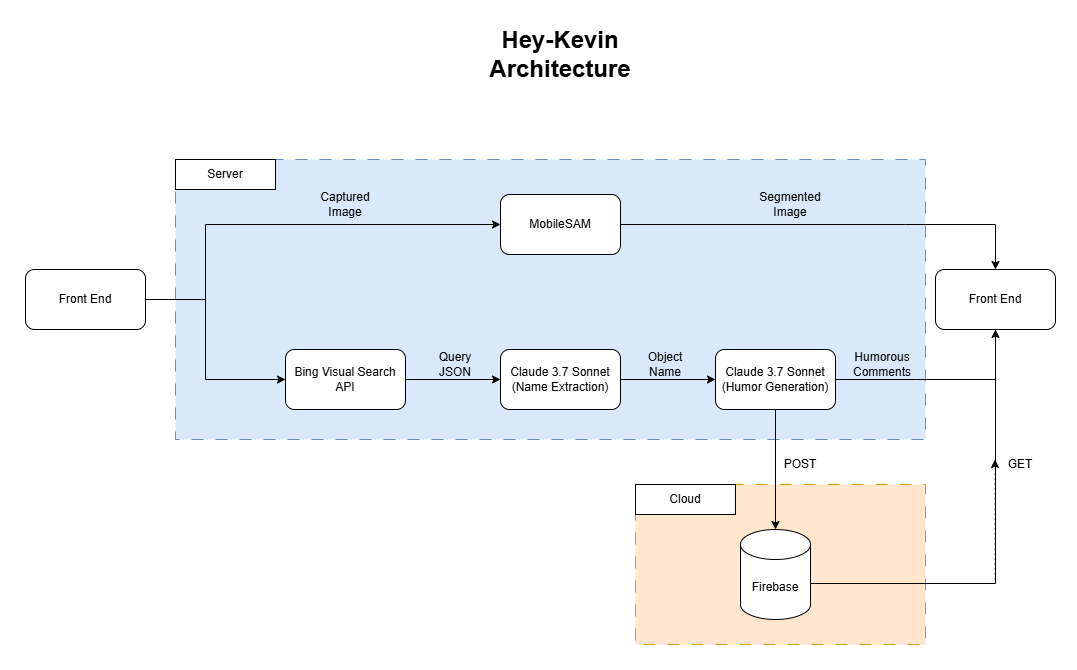 Hey-Kevin
Architecture
Server
Captured
Image
MobileSAM
Segmented
Image
Front End
Front End
Bing Visual Search
API
Query
JSON
Claude 3.7 Sonnet
(Name Extraction)
Object
Name
Claude 3.7 Sonnet
(Humor Generation)
Humorous
Comments
POST
GET
Cloud
Firebase